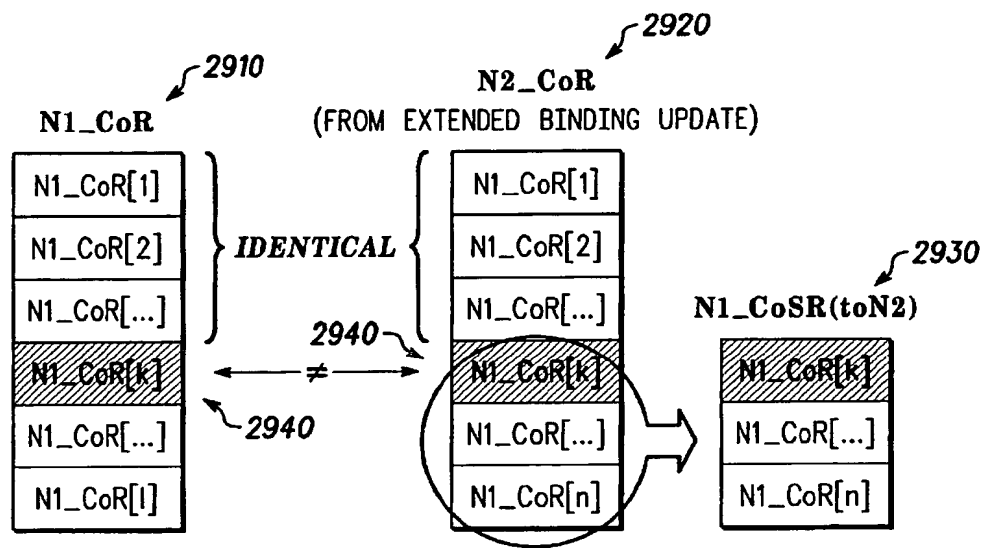 2910
N1_CoR
N1_CoR[1]
N1_CoR[2]
N1_CoR[...]
N1_CoR[k]
N1_CoR[...]
N1_CoR[l]
2940
IDENTICAL
2940
≠
2920
N2_CoR
(FROM EXTENDED BINDING UPDATE)
N1_CoR[1]
N1_CoR[2]
N1_CoR[...]
N1_CoR[k]
N1_CoR[...]
N1_CoR[n]
2930
N1_CoSR(toN2)
N1_CoR[k]
N1_CoR[...]
N1_CoR[n]